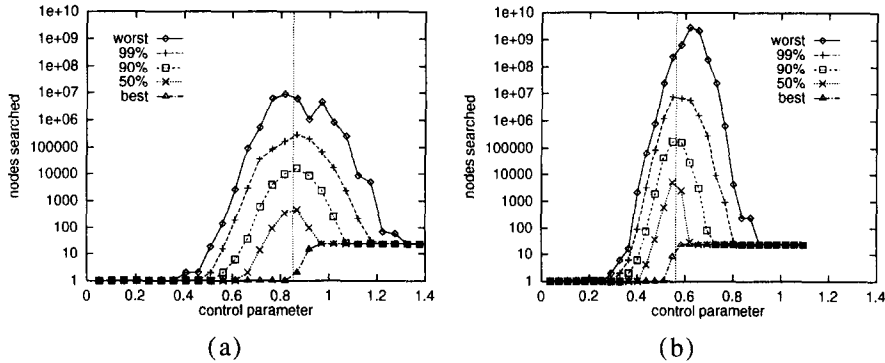 1e+10
1e+09
1e+08
1e+07
1e+06
100000
10000
1000
100
10
1
nodes searched
worst
99%
90%
50%
best
0 0.2 0.4 0.6 0.8 1 1.2 1.4
control parameter
(a)
1e+10
1e+09
1e+08
1e+07
1e+06
100000
10000
1000
100
10
1
nodes searched
worst
99%
90%
50%
best
0 0.2 0.4 0.6 0.8 1 1.2 1.4
control parameter
(b)